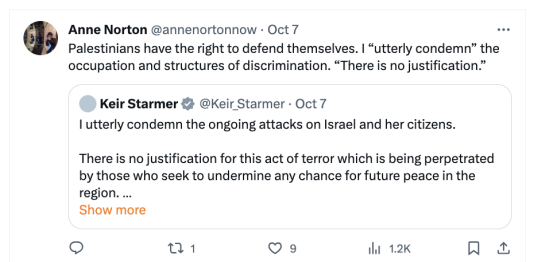 Anne Norton @annenortonnow · Oct 7
Palestinians have the right to defend themselves. I “utterly condemn” the
occupation and structures of discrimination. “There is no justification.”
Keir Starmer @Keir_Starmer · Oct 7
I utterly condemn the ongoing attacks on Israel and her citizens.
There is no justification for this act of terror which is being perpetrated
by those who seek to undermine any chance for future peace in the
region. ...
Show more
1 9 1.2K